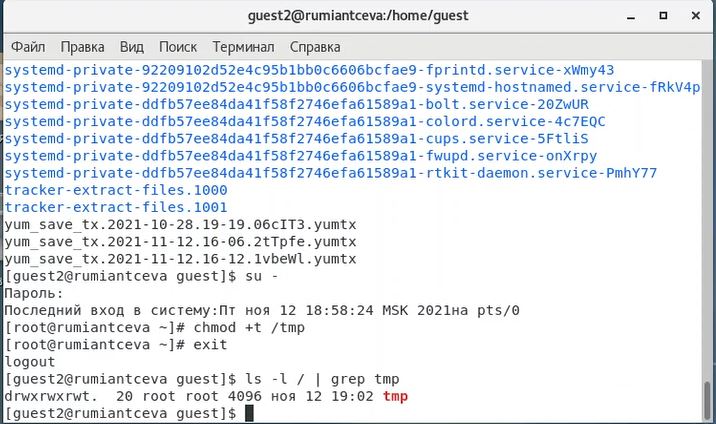 guest2@rumiantceva:/home/guest
Файл Правка Вид Поиск Терминал Справка
systemd-private-92209102d52e4c95b1bb0c6606bcfae9-fprintd.service-xWmy43
systemd-private-92209102d52e4c95b1bb0c6606bcfae9-systemd-hostnamed.service-fRkV4p
systemd-private-ddfb57ee84da41f58f2746efa61589a1-bolt.service-20ZwUR
systemd-private-ddfb57ee84da41f58f2746efa61589a1-colord.service-4c7EQC
systemd-private-ddfb57ee84da41f58f2746efa61589a1-cups.service-5FtliS
systemd-private-ddfb57ee84da41f58f2746efa61589a1-fwupd.service-onXrpy
systemd-private-ddfb57ee84da41f58f2746efa61589a1-rtkit-daemon.service-PmhY77
tracker-extract-files.1000
tracker-extract-files.1001
yum_save_tx.2021-10-28.19-19.06cIT3.yumtx
yum_save_tx.2021-11-12.16-06.2tTpfe.yumtx
yum_save_tx.2021-11-12.16-12.1vbeWl.yumtx
[guest2@rumiantceva guest]$ su -
Пароль:
Последний вход в систему:Пт ноя 12 18:58:24 MSK 2021на pts/0
[root@rumiantceva ~]# chmod +t /tmp
[root@rumiantceva ~]# exit
logout
[guest2@rumiantceva guest]$ ls -l / | grep tmp
drwxrwxrwt.  20 root root 4096 ноя 12 19:02 tmp
[guest2@rumiantceva guest]$